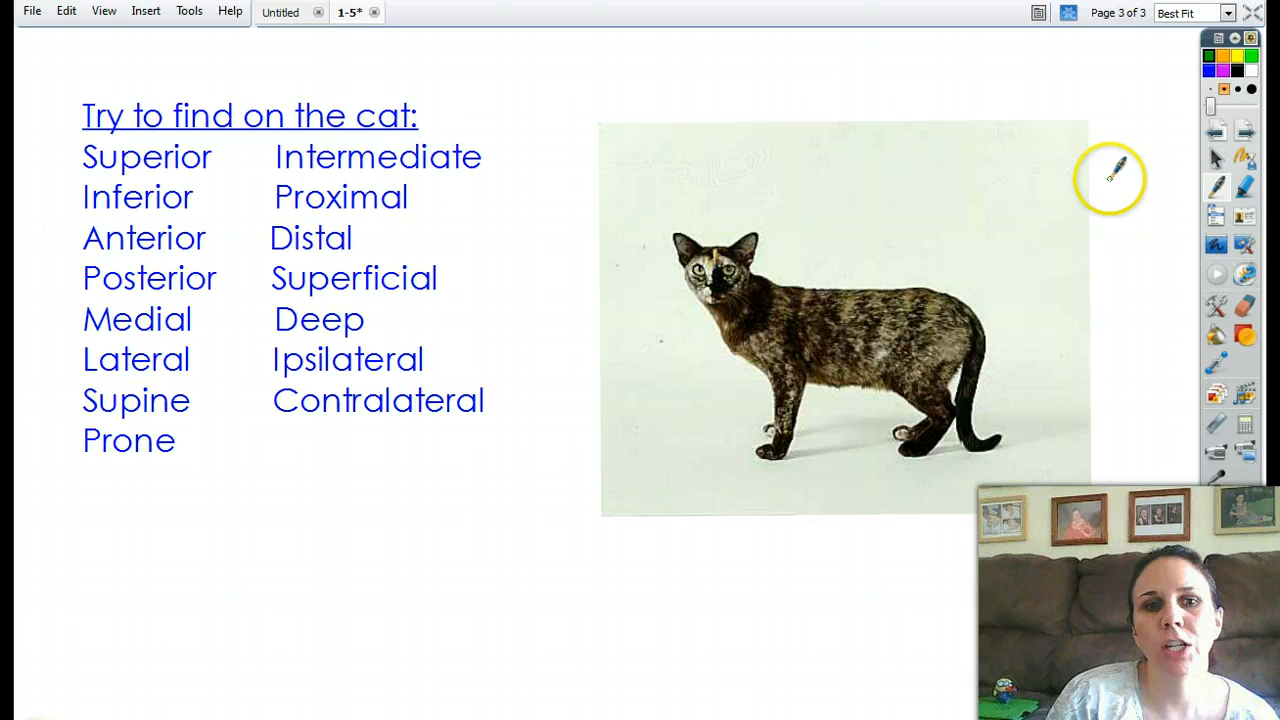 File Edit View Insert Tools Help
Untitled
1-5*
Page 3 of 3
Best Fit
Try to find on the cat:
Superior Intermediate
Inferior Proximal
Anterior Distal
Posterior Superficial
Medial Deep
Lateral Ipsilateral
Supine Contralateral
Prone